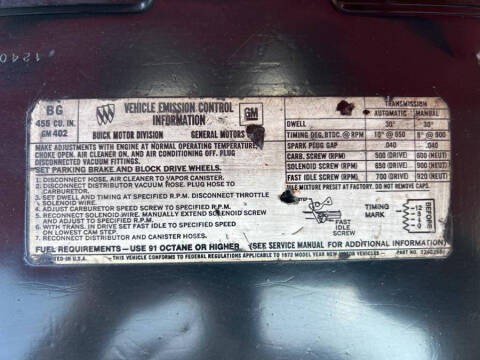 1240
BG
455 CU. IN.
GM 402
VEHICLE EMISSION CONTROL
INFORMATION
BUICK MOTOR DIVISION GENERAL MOTORS
GM
MAKE ADJUSTMENTS WITH ENGINE AT NORMAL OPERATING TEMPERATURE,
CHOKE OPEN, AIR CLEANER ON, AND AIR CONDITIONING OFF. PLUG
DISCONNECTED VACUUM FITTINGS.
SET PARKING BRAKE AND BLOCK DRIVE WHEELS.
1. DISCONNECT HOSE, AIR CLEANER TO VAPOR CANISTER.
2. DISCONNECT DISTRIBUTOR VACUUM HOSE. PLUG HOSE TO
CARBURETOR.
3. SET DWELL AND TIMING AT SPECIFIED R.P.M. DISCONNECT THROTTLE
SOLENOID WIRE.
4. ADJUST CARBURETOR SPEED SCREW TO SPECIFIED R.P.M.
5. RECONNECT SOLENOID WIRE. MANUALLY EXTEND SOLENOID SCREW
AND ADJUST TO SPECIFIED R.P.M.
6. WITH TRANS. IN DRIVE SET FAST IDLE TO SPECIFIED SPEED
ON LOWEST CAM STEP.
7. RECONNECT DISTRIBUTOR AND CANISTER HOSES.
TRANSMISSION
AUTOMATIC MANUAL
DWELL 30° 30°
TIMING DEG. BTDC. @ RPM 10° @ 650 8° @ 900
SPARK PLUG GAP .040 .040
CARB. SCREW (RPM) 500 (DRIVE) 600 (NEUT)
SOLENOID SCREW (RPM) 650 (DRIVE) 900 (NEUT)
FAST IDLE SCREW (RPM) 700 (DRIVE) 920 (NEUT)
IDLE MIXTURE PRESET AT FACTORY. DO NOT REMOVE CAPS.
FAST
IDLE
SCREW
TIMING
MARK
BEFORE
FUEL REQUIREMENTS — USE 91 OCTANE OR HIGHER (SEE SERVICE MANUAL FOR ADDITIONAL INFORMATION)
PRINTED IN U.S.A. THIS VEHICLE CONFORMS TO FEDERAL REGULATIONS APPLICABLE TO 1972 MODEL YEAR NEW MOTOR VEHICLES PART NO.